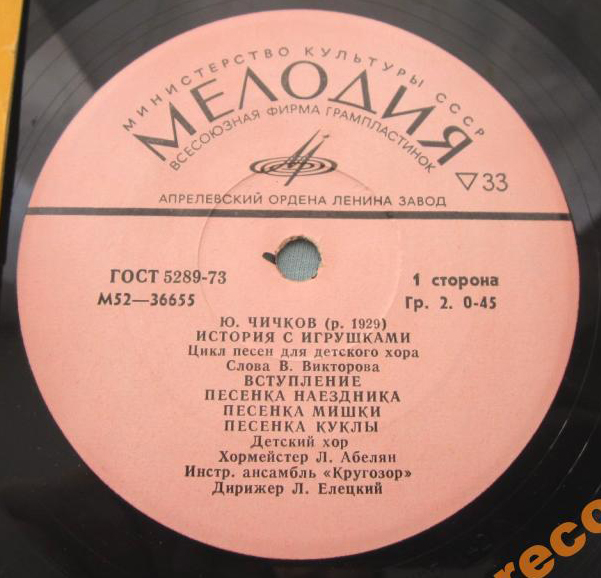 МИНИСТЕРСТВО КУЛЬТУРЫ СССР
МЕЛОДИЯ
ВСЕСОЮЗНАЯ ФИРМА ГРАМПЛАСТИНОК
▽33
АПРЕЛЕВСКИЙ ОРДЕНА ЛЕНИНА ЗАВОД
ГОСТ 5289-73
М52—36655
1 сторона
Гр. 2. 0-45
Ю. ЧИЧКОВ (р. 1929)
ИСТОРИЯ С ИГРУШКАМИ
Цикл песен для детского хора
Слова В. Викторова
ВСТУПЛЕНИЕ
ПЕСЕНКА НАЕЗДНИКА
ПЕСЕНКА МИШКИ
ПЕСЕНКА КУКЛЫ
Детский хор
Хормейстер Л. Абелян
Инстр. ансамбль «Кругозор»
Дирижер Л. Елецкий
reco